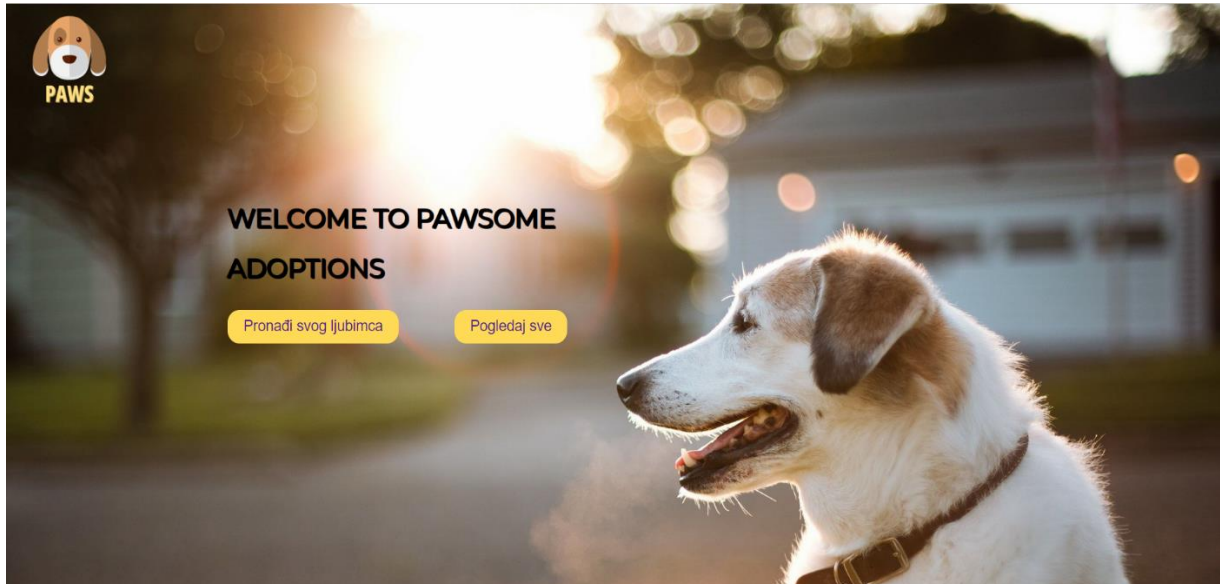 PAWS
WELCOME TO PAWSOME
ADOPTIONS
Pronađi svog ljubimca
Pogledaj sve